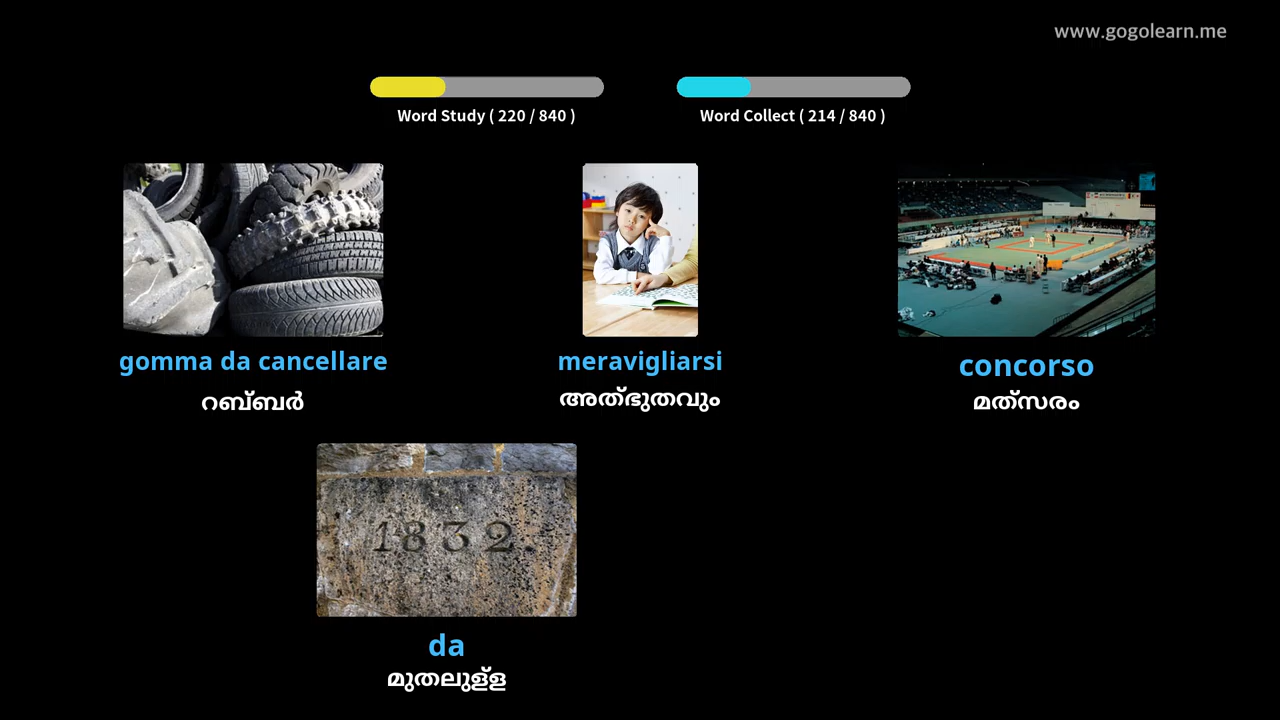 www.gogolearn.me
Word Study ( 220 / 840 )
Word Collect ( 214 / 840 )
gomma da cancellare
meravigliarsi
concorso
റബ്ബർ
അത്ഭുതവും
മത്സരം
1832.
da
മുതലുള്ള